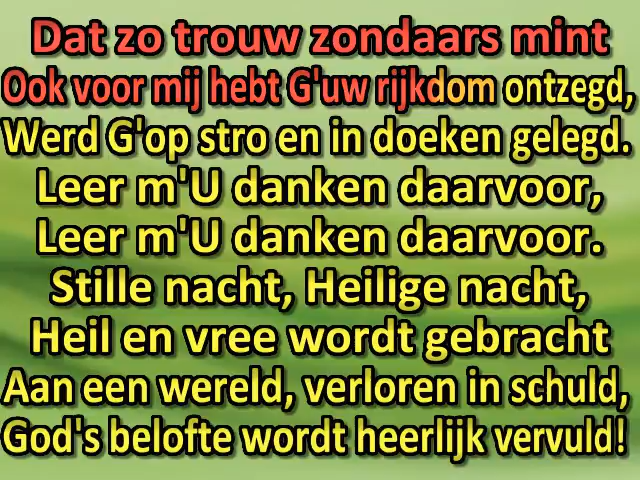 Dat zo trouw zondaars mint
Ook voor mij hebt G'uw rijkdom ontzegd,
Werd G'op stro en in doeken gelegd.
Leer m'U danken daarvoor,
Leer m'U danken daarvoor.
Stille nacht, Heilige nacht,
Heil en vree wordt gebracht
Aan een wereld, verloren in schuld,
God's belofte wordt heerlijk vervuld!